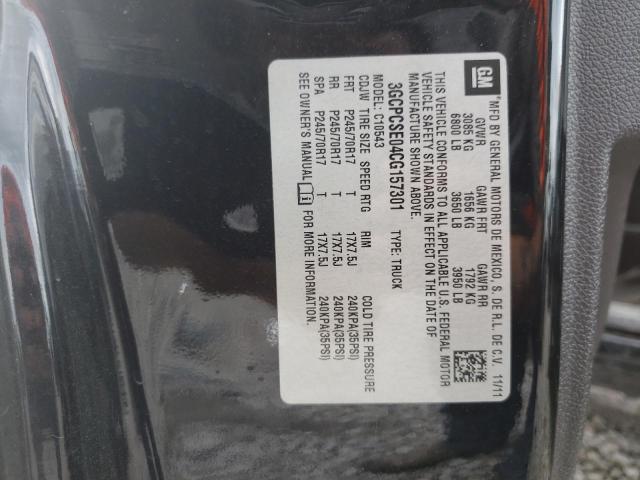 GM
*MFD BY GENERAL MOTORS DE MEXICO, S. DE R.L. DE C.V. 11/11
GVWR GAWR FRT GAWR RR
3085 KG 1656 KG 1792 KG
6800 LB 3650 LB 3950 LB
THIS VEHICLE CONFORMS TO ALL APPLICABLE U.S. FEDERAL MOTOR
VEHICLE SAFETY STANDARDS IN EFFECT ON THE DATE OF
MANUFACTURE SHOWN ABOVE.
3GCPCSE04CG157301 TYPE: TRUCK
MODEL: C10543
CDJW TIRE SIZE SPEED RTG RIM COLD TIRE PRESSURE
FRT P245/70R17 T 17X7.5J 240KPA(35PSI)
RR P245/70R17 T 17X7.5J 240KPA(35PSI)
SPA P245/70R17 T 17X7.5J 240KPA(35PSI)
SEE OWNER'S MANUAL FOR MORE INFORMATION.